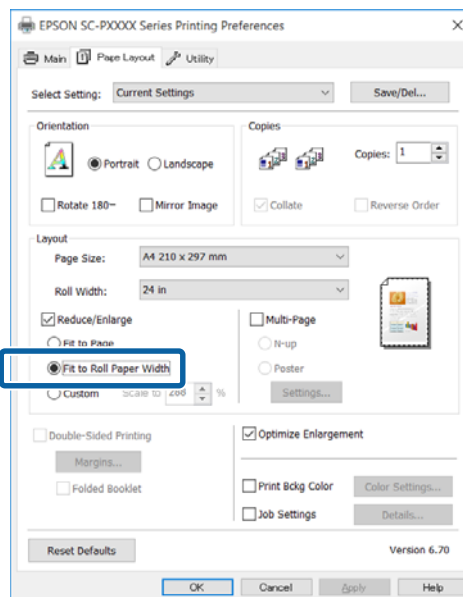 EPSON SC-PXXXX Series Printing Preferences
Main Page Layout Utility
Select Setting: Current Settings Save/Del...
Orientation Copies
Portrait Landscape Copies: 1
Rotate 180° Mirror Image Collate Reverse Order
Layout
Page Size: A4 210 x 297 mm
Roll Width: 24 in
Reduce/Enlarge Multi-Page
Fit to Page N-up
Fit to Roll Paper Width Poster
Custom Scale to % Settings...
Double-Sided Printing Optimize Enlargement
Margins...
Folded Booklet Print Bckg Color Color Settings...
Job Settings Details...
Reset Defaults Version 6.70
OK Cancel Apply Help